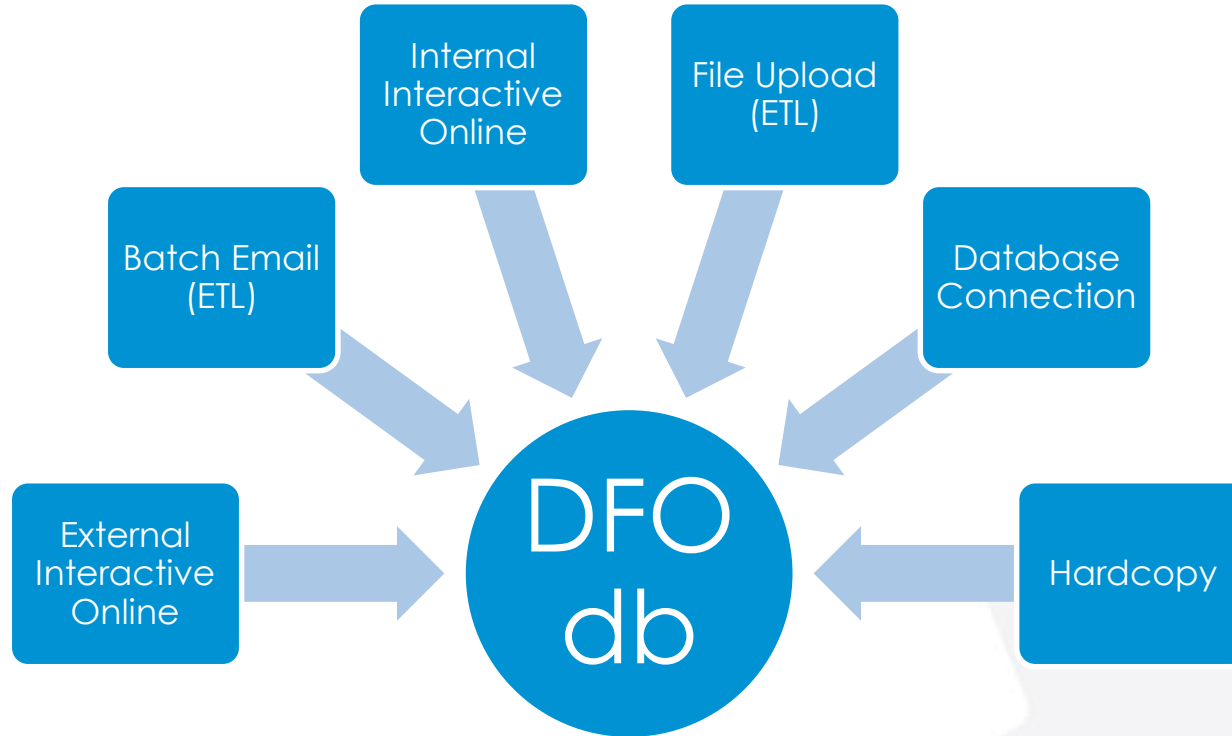 Internal
Interactive
Online
File Upload
(ETL)
Batch Email
(ETL)
Database
Connection
External
Interactive
Online
DFO
db
Hardcopy